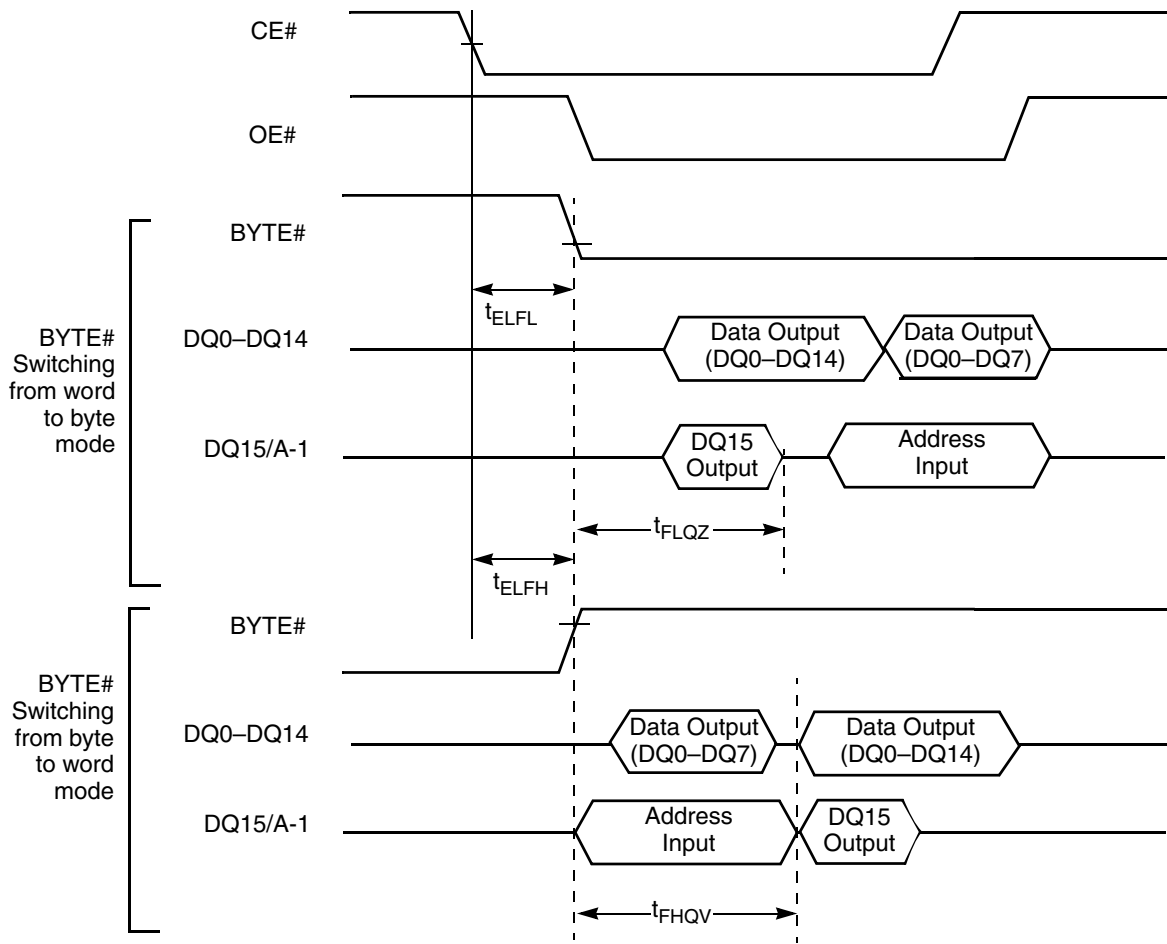 CE#
OE#
BYTE#
tELFL
BYTE#
Switching
from word
to byte
mode
DQ0–DQ14
Data Output
(DQ0–DQ14)
Data Output
(DQ0–DQ7)
DQ15/A-1
DQ15
Output
Address
Input
tFLQZ
tELFH
BYTE#
BYTE#
Switching
from byte
to word
mode
DQ0–DQ14
Data Output
(DQ0–DQ7)
Data Output
(DQ0–DQ14)
DQ15/A-1
Address
Input
DQ15
Output
tFHQV